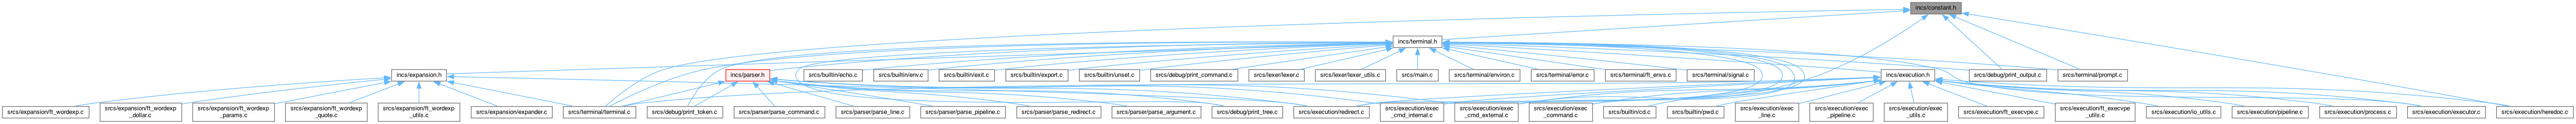 incs/constant.h
incs/terminal.h
incs/expansion.h
incs/parser.h
srcs/builtin/echo.c
srcs/builtin/env.c
srcs/builtin/exit.c
srcs/builtin/export.c
srcs/builtin/unset.c
srcs/debug/print_command.c
srcs/lexer/lexer.c
srcs/lexer/lexer_utils.c
srcs/main.c
srcs/terminal/environ.c
srcs/terminal/error.c
srcs/terminal/ft_envs.c
srcs/terminal/signal.c
incs/execution.h
srcs/debug/print_output.c
srcs/terminal/prompt.c
srcs/expansion/ft_wordexp.c
srcs/expansion/ft_wordexp
_dollar.c
srcs/expansion/ft_wordexp
_params.c
srcs/expansion/ft_wordexp
_quote.c
srcs/expansion/ft_wordexp
_utils.c
srcs/expansion/expander.c
srcs/terminal/terminal.c
srcs/debug/print_token.c
srcs/parser/parse_command.c
srcs/parser/parse_line.c
srcs/parser/parse_pipeline.c
srcs/parser/parse_redirect.c
srcs/parser/parse_argument.c
srcs/debug/print_tree.c
srcs/execution/redirect.c
srcs/execution/exec
_cmd_internal.c
srcs/execution/exec
_cmd_external.c
srcs/execution/exec
_command.c
srcs/builtin/cd.c
srcs/builtin/pwd.c
srcs/execution/exec
_line.c
srcs/execution/exec
_pipeline.c
srcs/execution/exec
_utils.c
srcs/execution/ft_execvpe.c
srcs/execution/ft_execvpe
_utils.c
srcs/execution/io_utils.c
srcs/execution/pipeline.c
srcs/execution/process.c
srcs/execution/executor.c
srcs/execution/heredoc.c